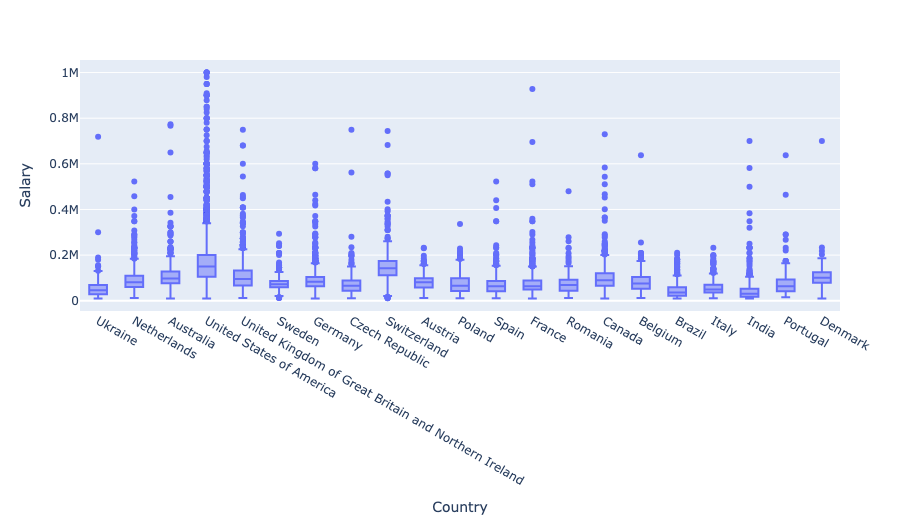 1M
0.8M
0.6M
0.4M
0.2M
0
Salary
Ukraine
Netherlands
Australia
United States of America
United Kingdom of Great Britain and Northern Ireland
Sweden
Germany
Czech Republic
Switzerland
Austria
Poland
Spain
France
Romania
Canada
Belgium
Brazil
Italy
India
Portugal
Denmark
Country